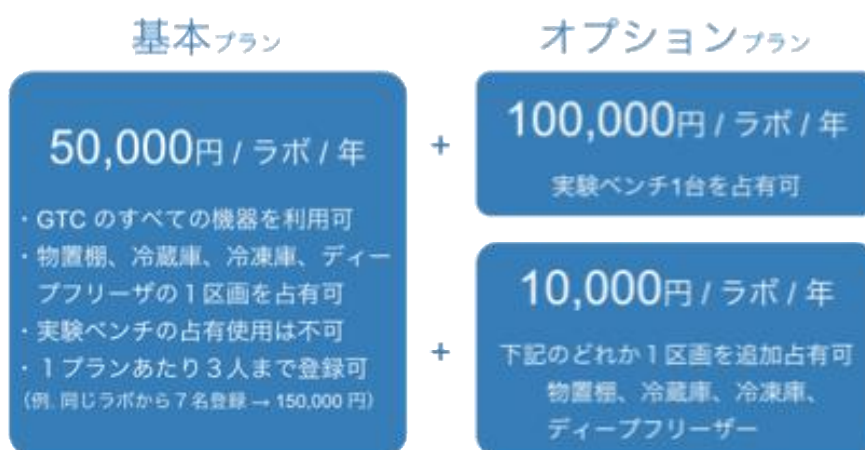 基本プラン
50,000円 / ラボ / 年
・GTC のすべての機器を利用可
・物置棚、冷蔵庫、冷凍庫、ディー
プフリーザの１区画を占有可
・実験ベンチの占有使用は不可
・１プランあたり３人まで登録可
（例. 同じラボから７名登録 → 150,000 円）
オプションプラン
+
100,000円 / ラボ / 年
実験ベンチ1台を占有可
+
10,000円 / ラボ / 年
下記のどれか１区画を追加占有可
物置棚、冷蔵庫、冷凍庫、
ディープフリーザー